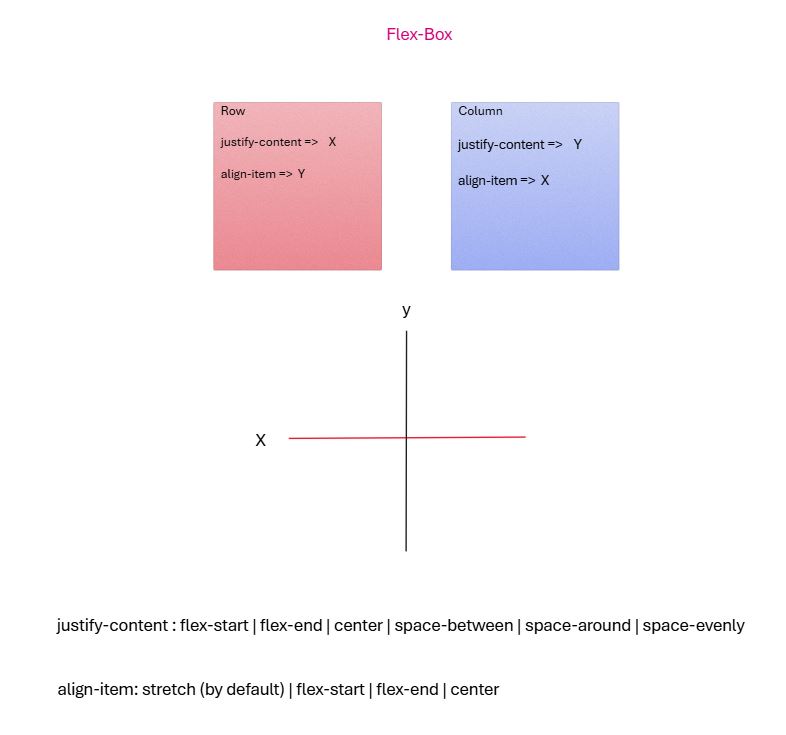 Flex-Box
Row
justify-content => X
align-item => Y
Column
justify-content => Y
align-item => X
y
X
justify-content : flex-start | flex-end | center | space-between | space-around | space-evenly
align-item: stretch (by default) | flex-start | flex-end | center